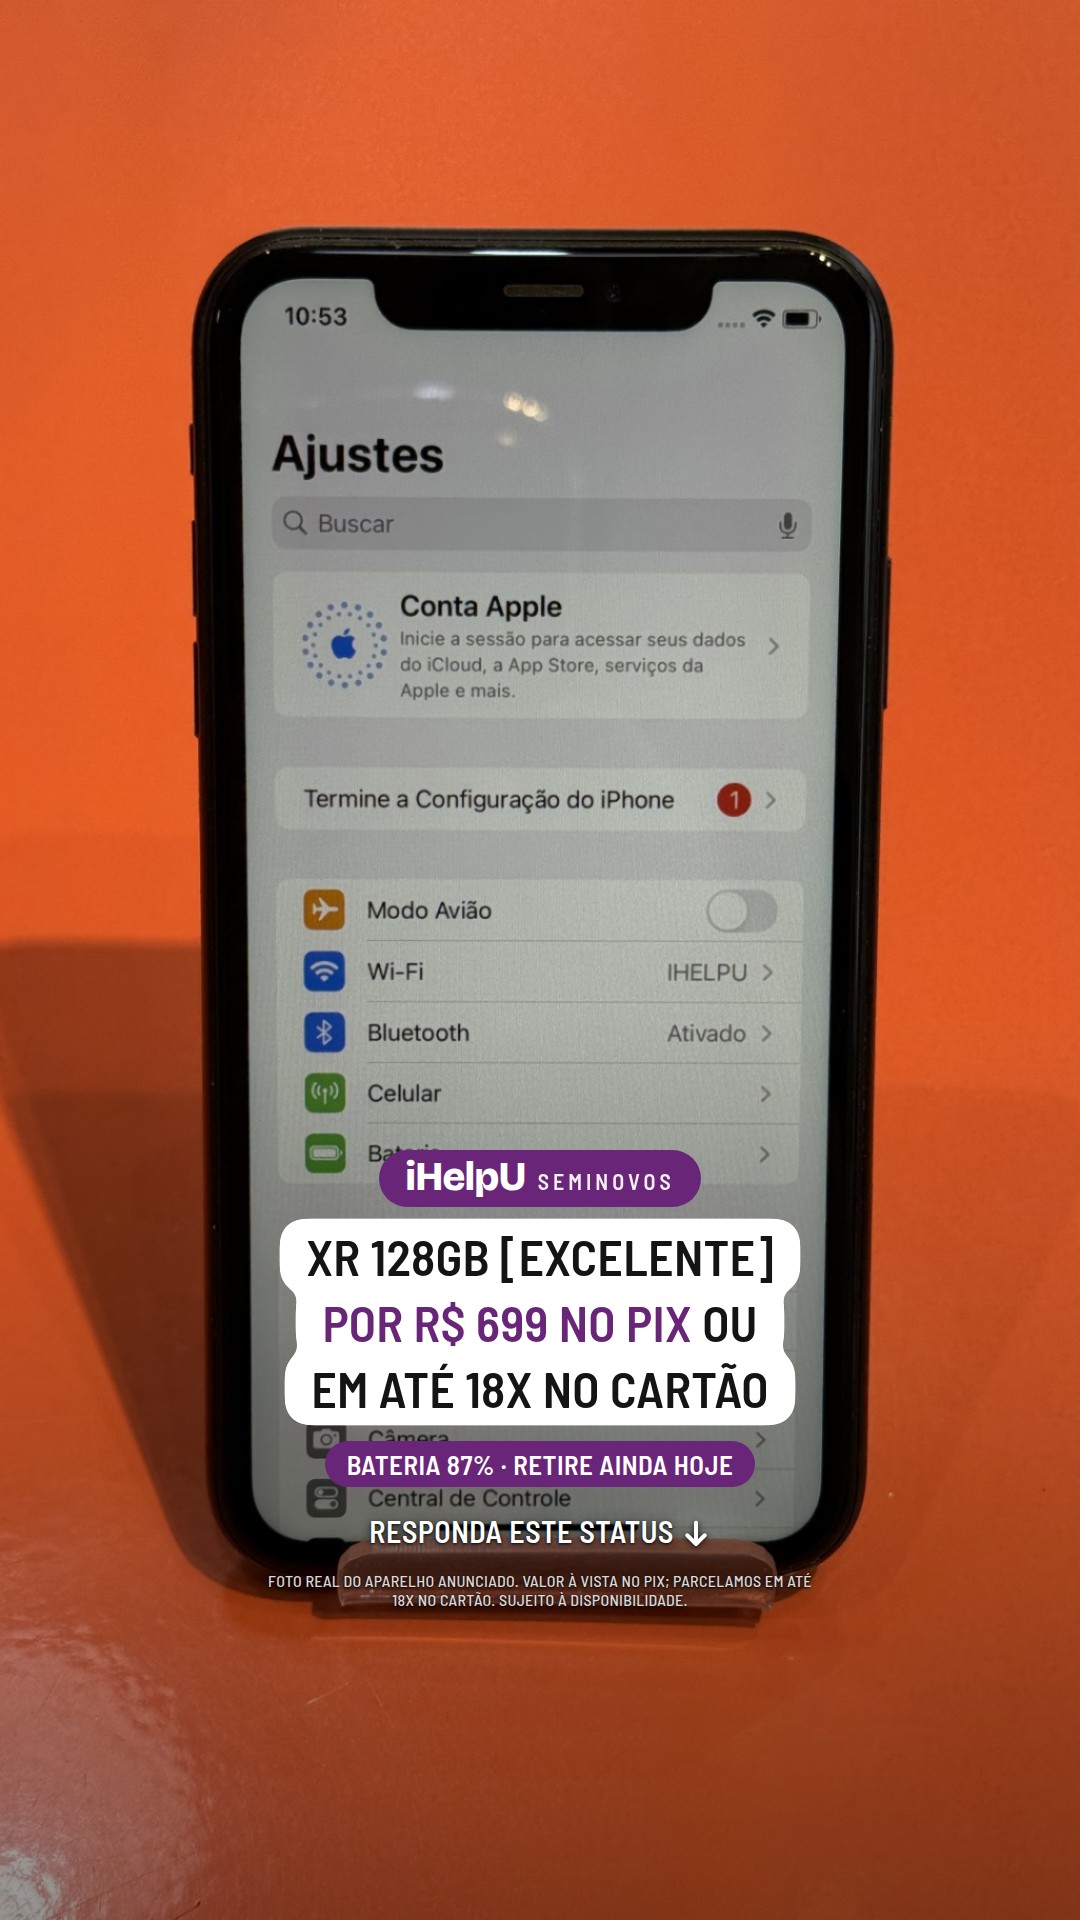 10:53
Ajustes
Buscar
Conta Apple
Inicie a sessão para acessar seus dados
do iCloud, a App Store, serviços da
Apple e mais.
Termine a Configuração do iPhone 1
Modo Avião
Wi-Fi IHELPU
Bluetooth Ativado
Celular
iHelpU SEMINOVOS
XR 128GB [EXCELENTE]
POR R$ 699 NO PIX OU
EM ATÉ 18X NO CARTÃO
Câmera
BATERIA 87% · RETIRE AINDA HOJE
Central de Controle
RESPONDA ESTE STATUS ↓
FOTO REAL DO APARELHO ANUNCIADO. VALOR À VISTA NO PIX; PARCELAMOS EM ATÉ
18X NO CARTÃO. SUJEITO À DISPONIBILIDADE.